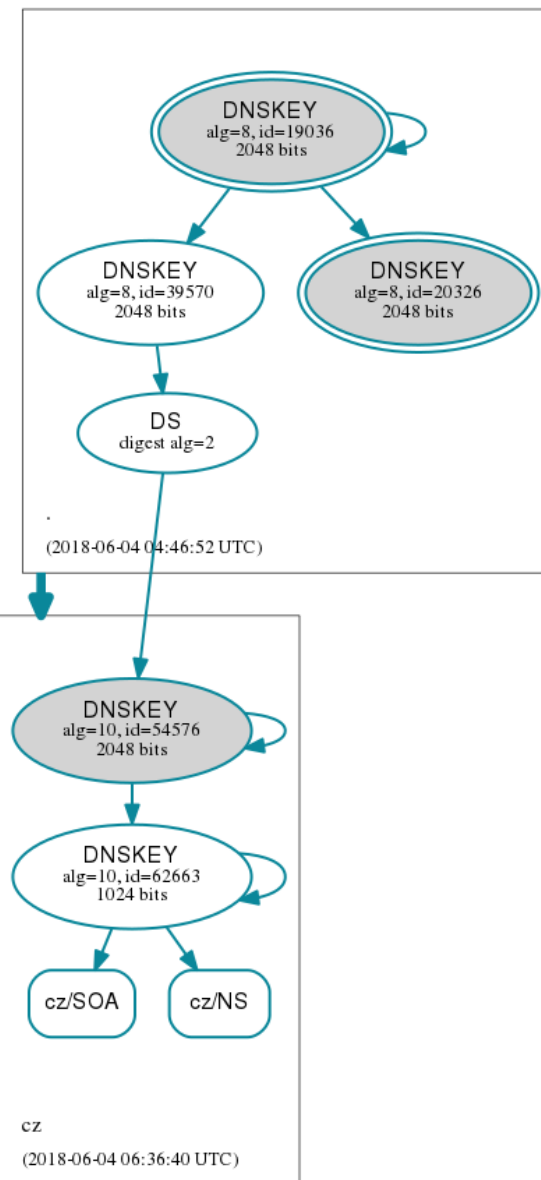 DNSKEY
alg=8, id=19036
2048 bits
DNSKEY
alg=8, id=39570
2048 bits
DNSKEY
alg=8, id=20326
2048 bits
DS
digest alg=2
.
(2018-06-04 04:46:52 UTC)
DNSKEY
alg=10, id=54576
2048 bits
DNSKEY
alg=10, id=62663
1024 bits
cz/SOA
cz/NS
cz
(2018-06-04 06:36:40 UTC)